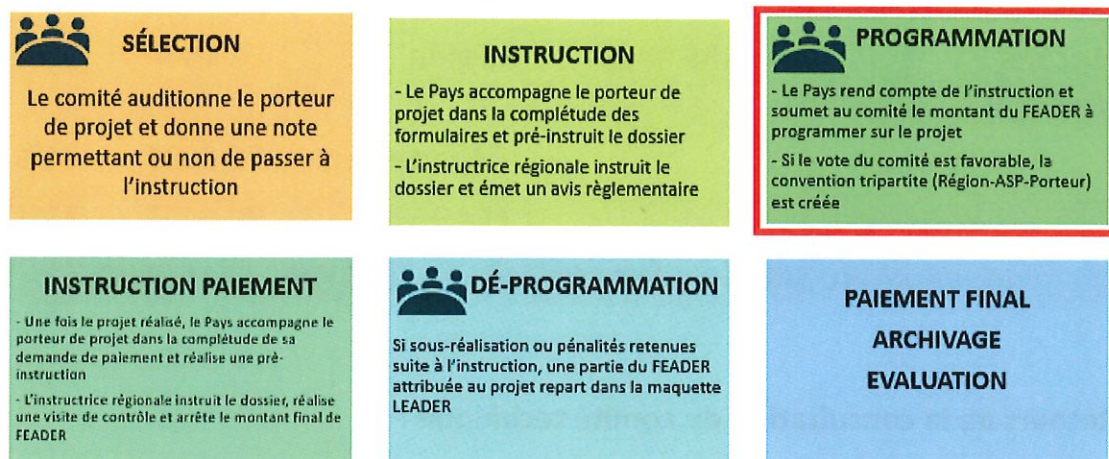 SÉLECTION
Le comité auditionne le porteur
de projet et donne une note
permettant ou non de passer à
l'instruction
INSTRUCTION
- Le Pays accompagne le porteur de
projet dans la complétude des
formulaires et pré-instruit le dossier
- L'instructrice régionale instruit le
dossier et émet un avis règlementaire
PROGRAMMATION
- Le Pays rend compte de l'instruction et
soumet au comité le montant du FEADER à
programmer sur le projet
- Si le vote du comité est favorable, la
convention tripartite (Région-ASP-Porteur)
est créée
INSTRUCTION PAIEMENT
- Une fois le projet réalisé, le Pays accompagne le
porteur de projet dans la complétude de sa
demande de paiement et réalise une pré-
instruction
- L'instructrice régionale instruit le dossier, réalise
une visite de contrôle et arrête le montant final de
FEADER
DÉ-PROGRAMMATION
Si sous-réalisation ou pénalités retenues
suite à l'instruction, une partie du FEADER
attribuée au projet repart dans la maquette
LEADER
PAIEMENT FINAL
ARCHIVAGE
EVALUATION